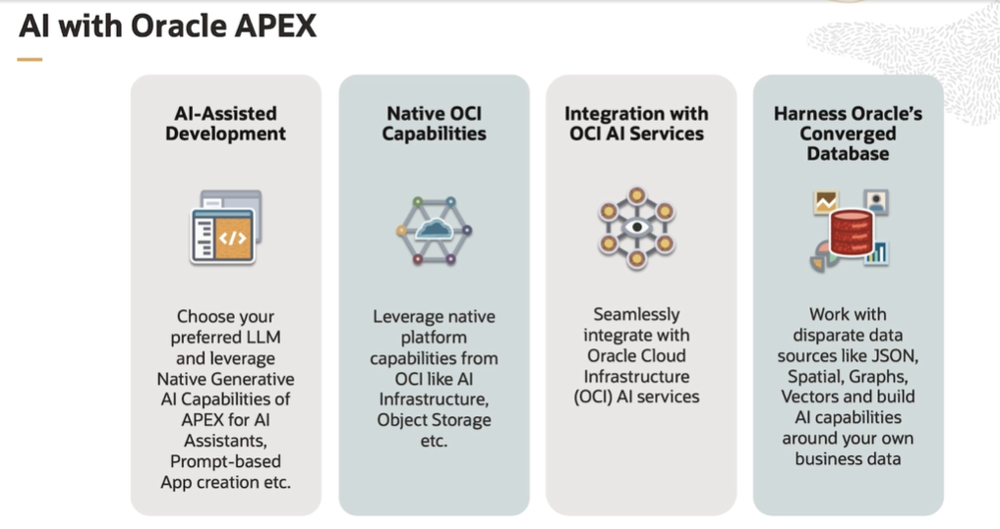 AI with Oracle APEX
AI-Assisted
Development
</>
Choose your
preferred LLM
and leverage
Native Generative
AI Capabilities of
APEX for AI
Assistants,
Prompt-based
App creation etc.
Native OCI
Capabilities
Leverage native
platform
capabilities from
OCI like AI
Infrastructure,
Object Storage
etc.
Integration with
OCI AI Services
Seamlessly
integrate with
Oracle Cloud
Infrastructure
(OCI) AI services
Harness Oracle's
Converged
Database
Work with
disparate data
sources like JSON,
Spatial, Graphs,
Vectors and build
AI capabilities
around your own
business data